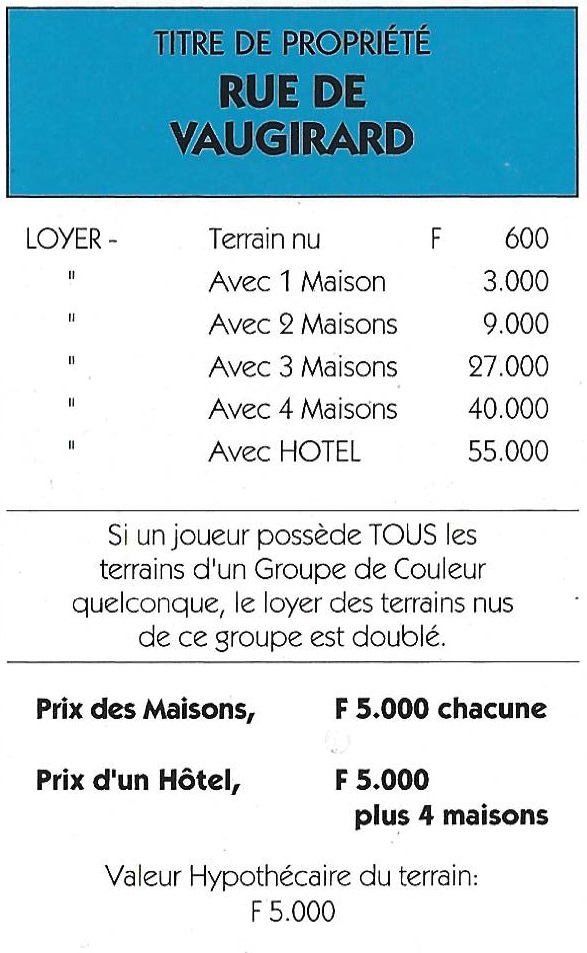 TITRE DE PROPRIÉTÉ
RUE DE
VAUGIRARD
LOYER - Terrain nu F 600
" Avec 1 Maison 3.000
" Avec 2 Maisons 9.000
" Avec 3 Maisons 27.000
" Avec 4 Maisons 40.000
" Avec HOTEL 55.000
Si un joueur possède TOUS les
terrains d'un Groupe de Couleur
quelconque, le loyer des terrains nus
de ce groupe est doublé.
Prix des Maisons, F 5.000 chacune
Prix d'un Hôtel, F 5.000
plus 4 maisons
Valeur Hypothécaire du terrain:
F 5.000